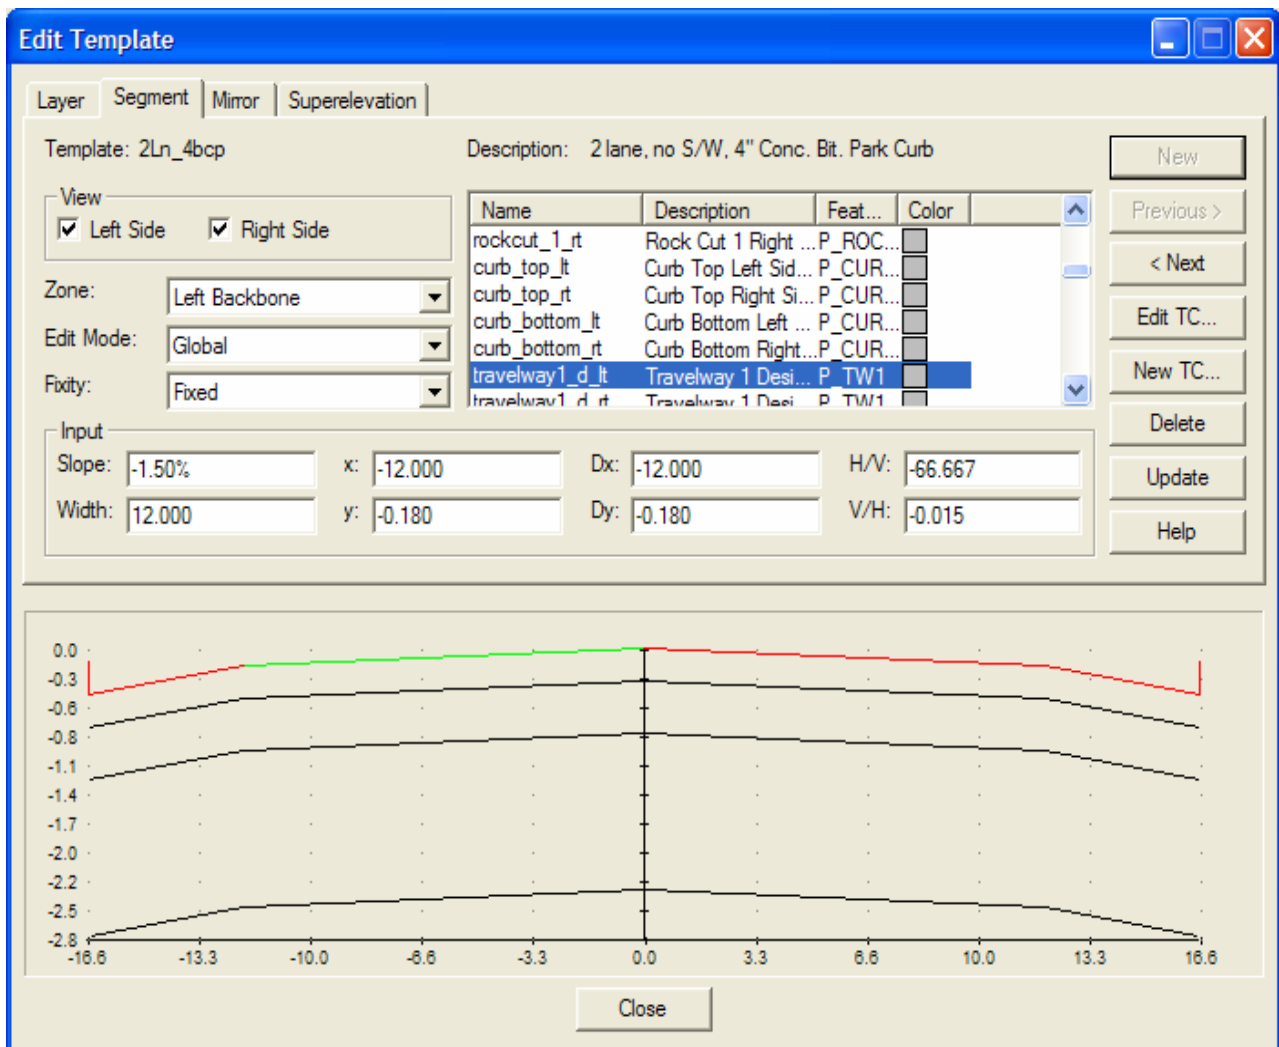 Edit Template
Layer Segment Mirror Superelevation
Template: 2Ln_4bcp Description: 2 lane, no S/W, 4" Conc. Bit. Park Curb
New
View
Left Side Right Side
Name Description Feat... Color
Previous >
rockcut_1_rt Rock Cut 1 Right ... P_ROC...
curb_top_lt Curb Top Left Sid... P_CUR...
< Next
Zone: Left Backbone
curb_top_rt Curb Top Right Si... P_CUR...
curb_bottom_lt Curb Bottom Left ... P_CUR...
Edit TC...
Edit Mode: Global
curb_bottom_rt Curb Bottom Right... P_CUR...
travelway1_d_lt Travelway 1 Desi... P_TW1
New TC...
Fixity: Fixed
travelway1_d_rt Travelway 1 Desi... P_TW1
Delete
Input
Slope: -1.50% x: -12.000 Dx: -12.000 H/V: -66.667
Update
Width: 12.000 y: -0.180 Dy: -0.180 V/H: -0.015
Help
0.0
-0.3
-0.6
-0.8
-1.1
-1.4
-1.7
-2.0
-2.2
-2.5
-2.8
-16.6 -13.3 -10.0 -6.6 -3.3 0.0 3.3 6.6 10.0 13.3 16.6
Close